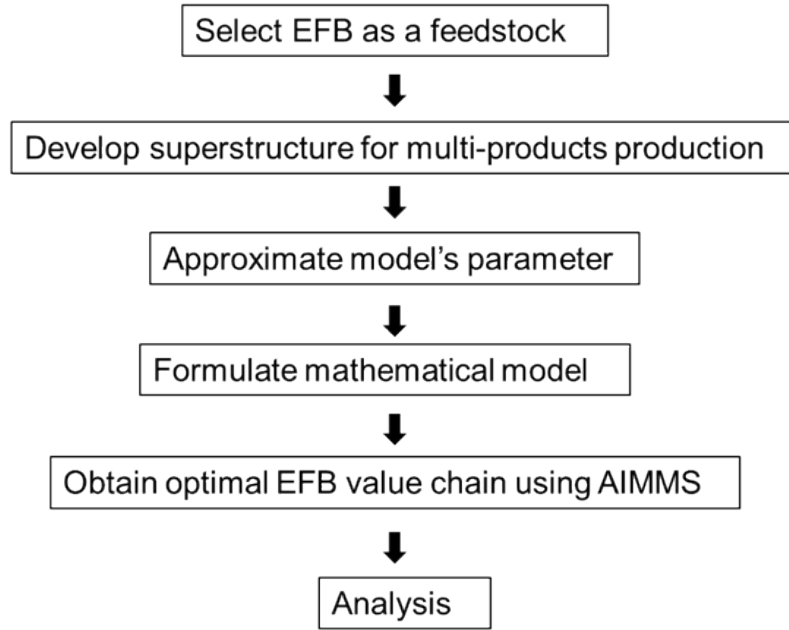 Select EFB as a feedstock
Develop superstructure for multi-products production
Approximate model’s parameter
Formulate mathematical model
Obtain optimal EFB value chain using AIMMS
Analysis